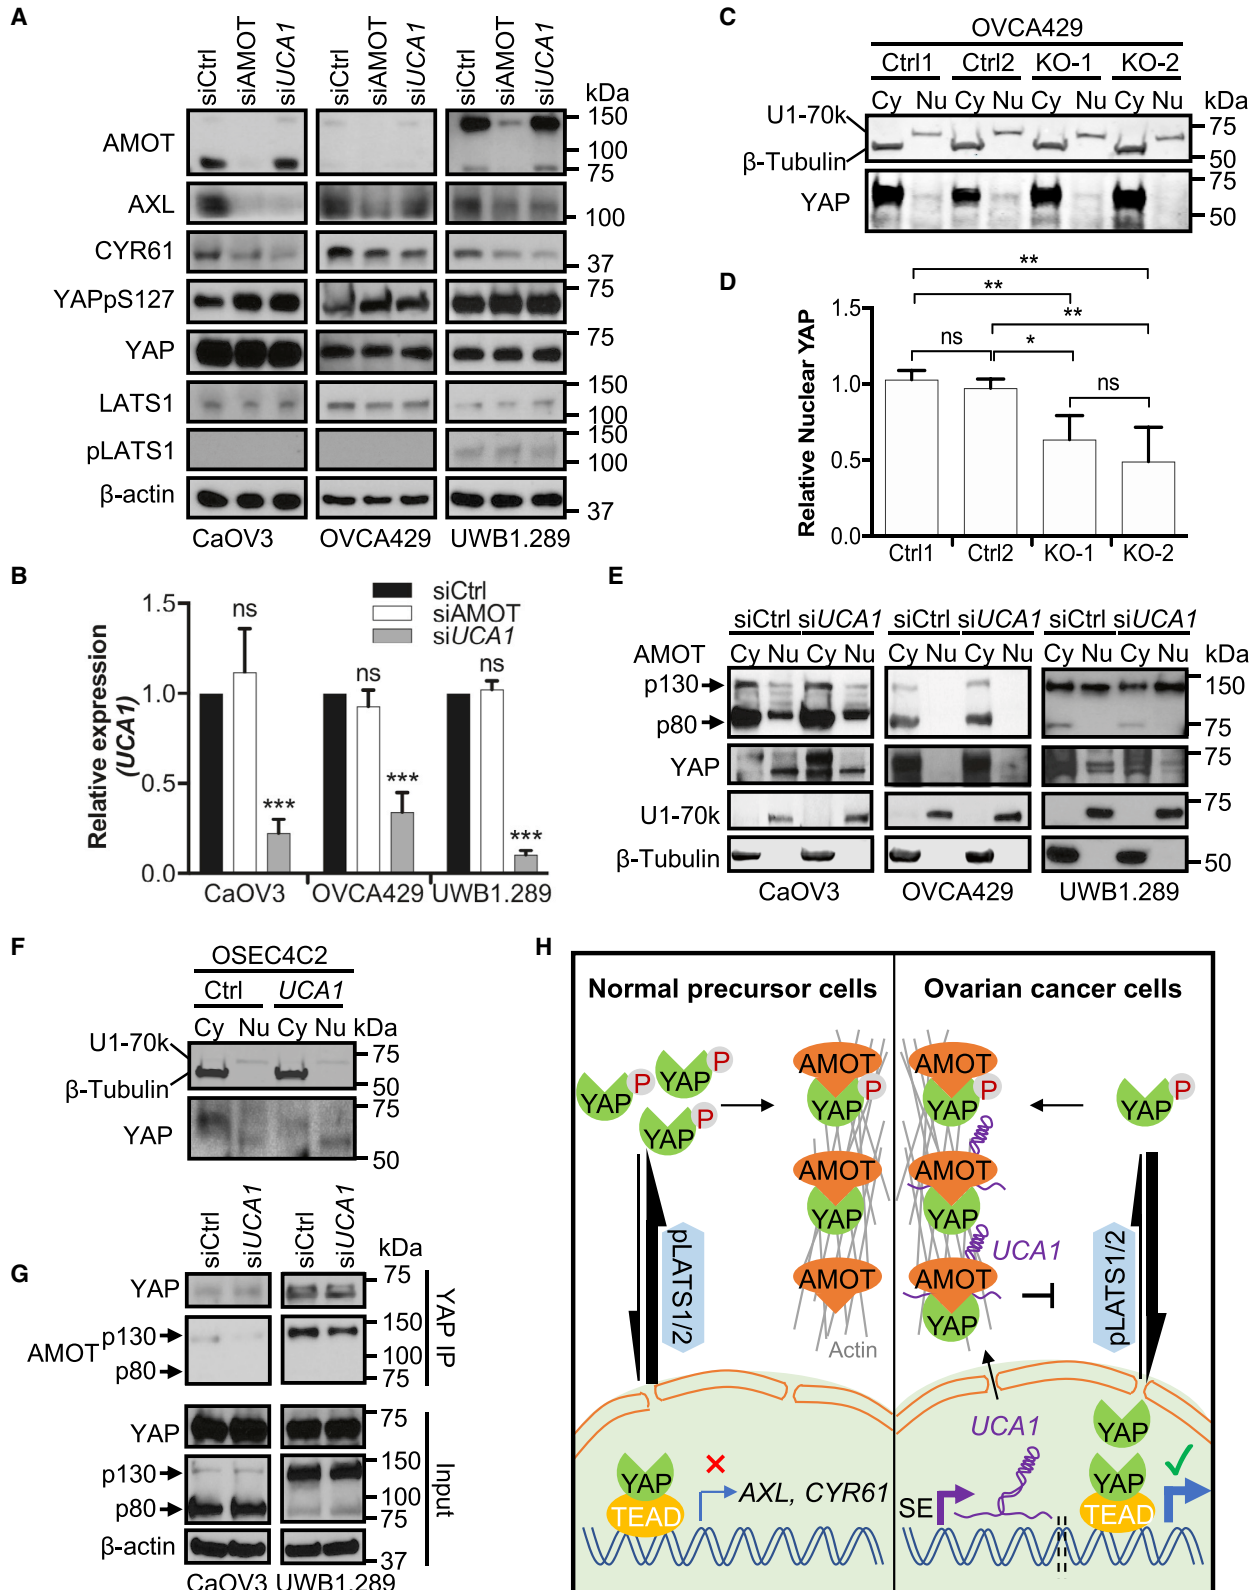 A
siCtrl siAMOT siUCA1 siCtrl siAMOT siUCA1 siCtrl siAMOT siUCA1
kDa
AMOT 150 100 75
AXL 100
CYR61 37
YAPpS127 75
YAP 75
LATS1 150 100
pLATS1 150 100
β-actin 37
CaOV3 OVCA429 UWB1.289
B
Relative expression
(UCA1)
siCtrl
siAMOT
siUCA1
1.5
1.0
0.5
0.0
ns *** ns *** ns ***
CaOV3 OVCA429 UWB1.289
C
OVCA429
Ctrl1 Ctrl2 KO-1 KO-2
Cy Nu Cy Nu Cy Nu Cy Nu kDa
U1-70k 75
β-Tubulin 50
YAP 75 50
D
Relative Nuclear YAP
1.5
1.0
0.5
0.0
**
**
**
ns *
ns
Ctrl1 Ctrl2 KO-1 KO-2
E
siCtrl siUCA1 siCtrl siUCA1 siCtrl siUCA1
AMOT Cy Nu Cy Nu Cy Nu Cy Nu Cy Nu Cy Nu kDa
p130 150
p80 75
YAP 75
U1-70k 75
β-Tubulin 50
CaOV3 OVCA429 UWB1.289
F
OSEC4C2
Ctrl UCA1
Cy Nu Cy Nu kDa
U1-70k 75
β-Tubulin 50
YAP 75 50
G
siCtrl siUCA1 siCtrl siUCA1 kDa
YAP 75
AMOT p130 150 100
p80 75
YAP IP
YAP 75
p130 150
p80 100 75
β-actin 37
Input
CaOV3 UWB1.289
H
Normal precursor cells
YAP P
YAP P
YAP P
AMOT
YAP P
AMOT
YAP
AMOT
Actin
pLATS1/2
YAP
TEAD
AXL, CYR61
Ovarian cancer cells
AMOT
YAP P
AMOT
YAP
UCA1
AMOT
YAP
YAP P
pLATS1/2
UCA1
SE
YAP
YAP
TEAD